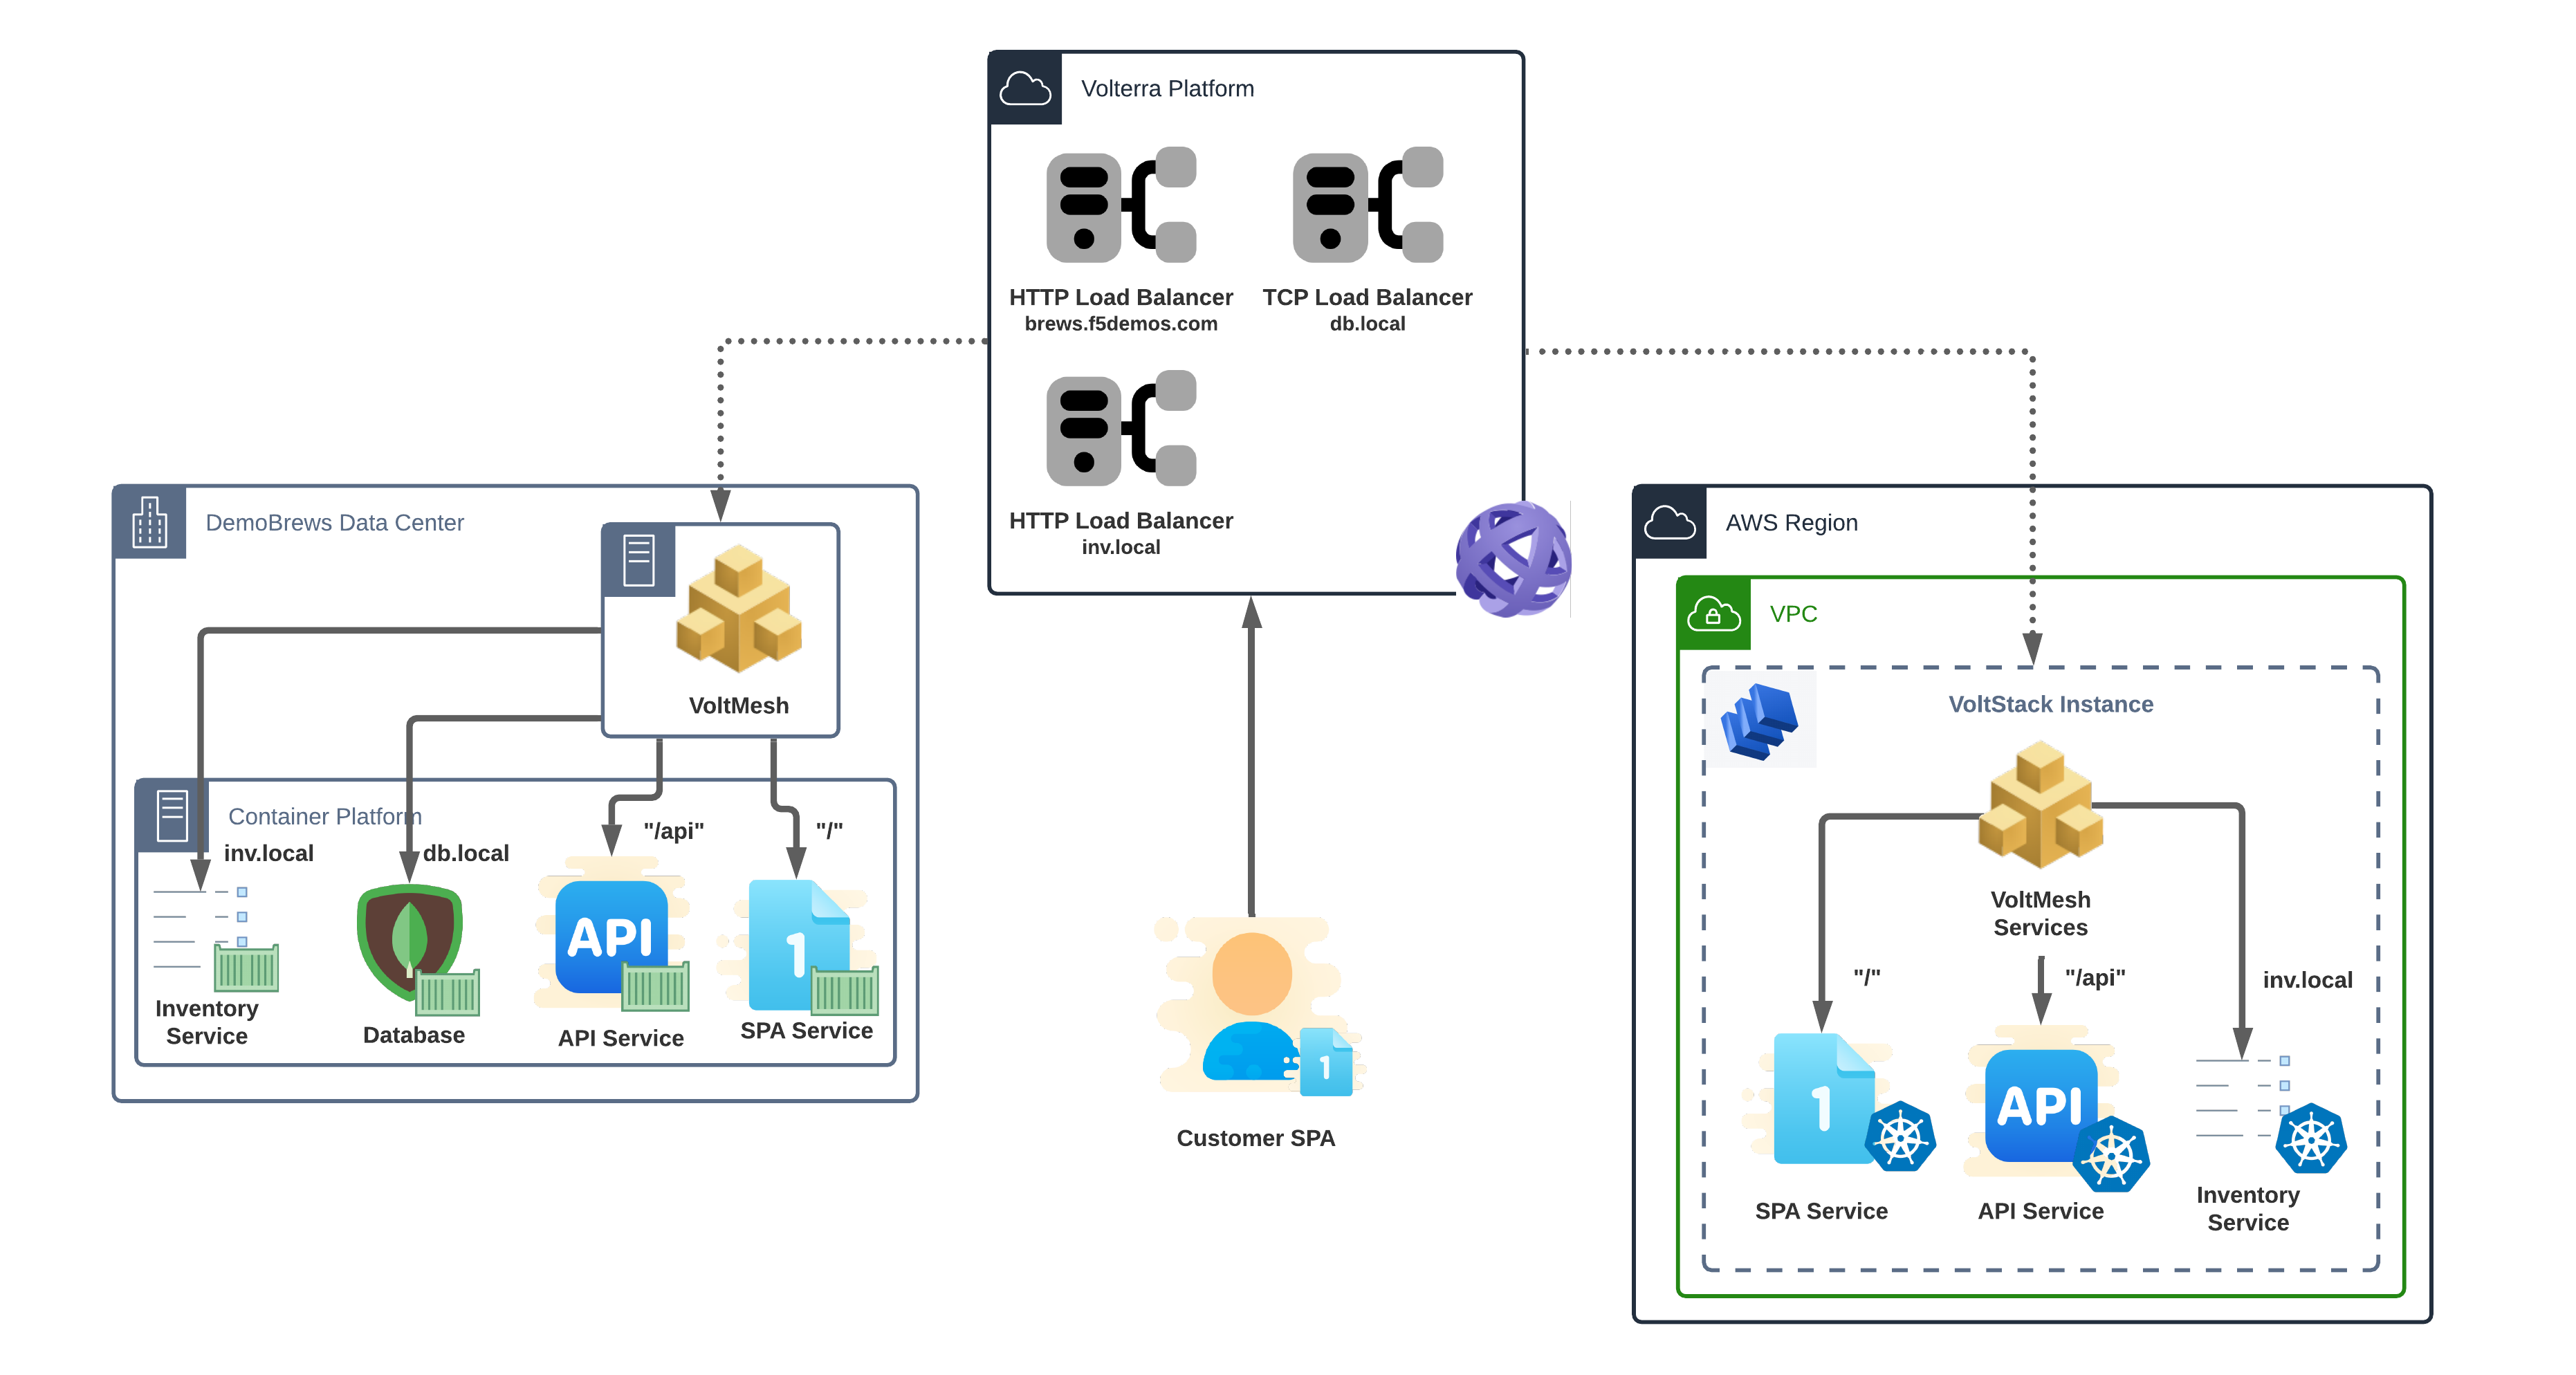 Volterra Platform
HTTP Load Balancer
brews.f5demos.com
TCP Load Balancer
db.local
HTTP Load Balancer
inv.local
DemoBrews Data Center
VoltMesh
Container Platform
inv.local
db.local
"/api"
"/"
API
1
Inventory
Service
Database
API Service
SPA Service
1
Customer SPA
AWS Region
VPC
VoltStack Instance
VoltMesh
Services
"/"
"/api"
inv.local
1
API
SPA Service
API Service
Inventory
Service